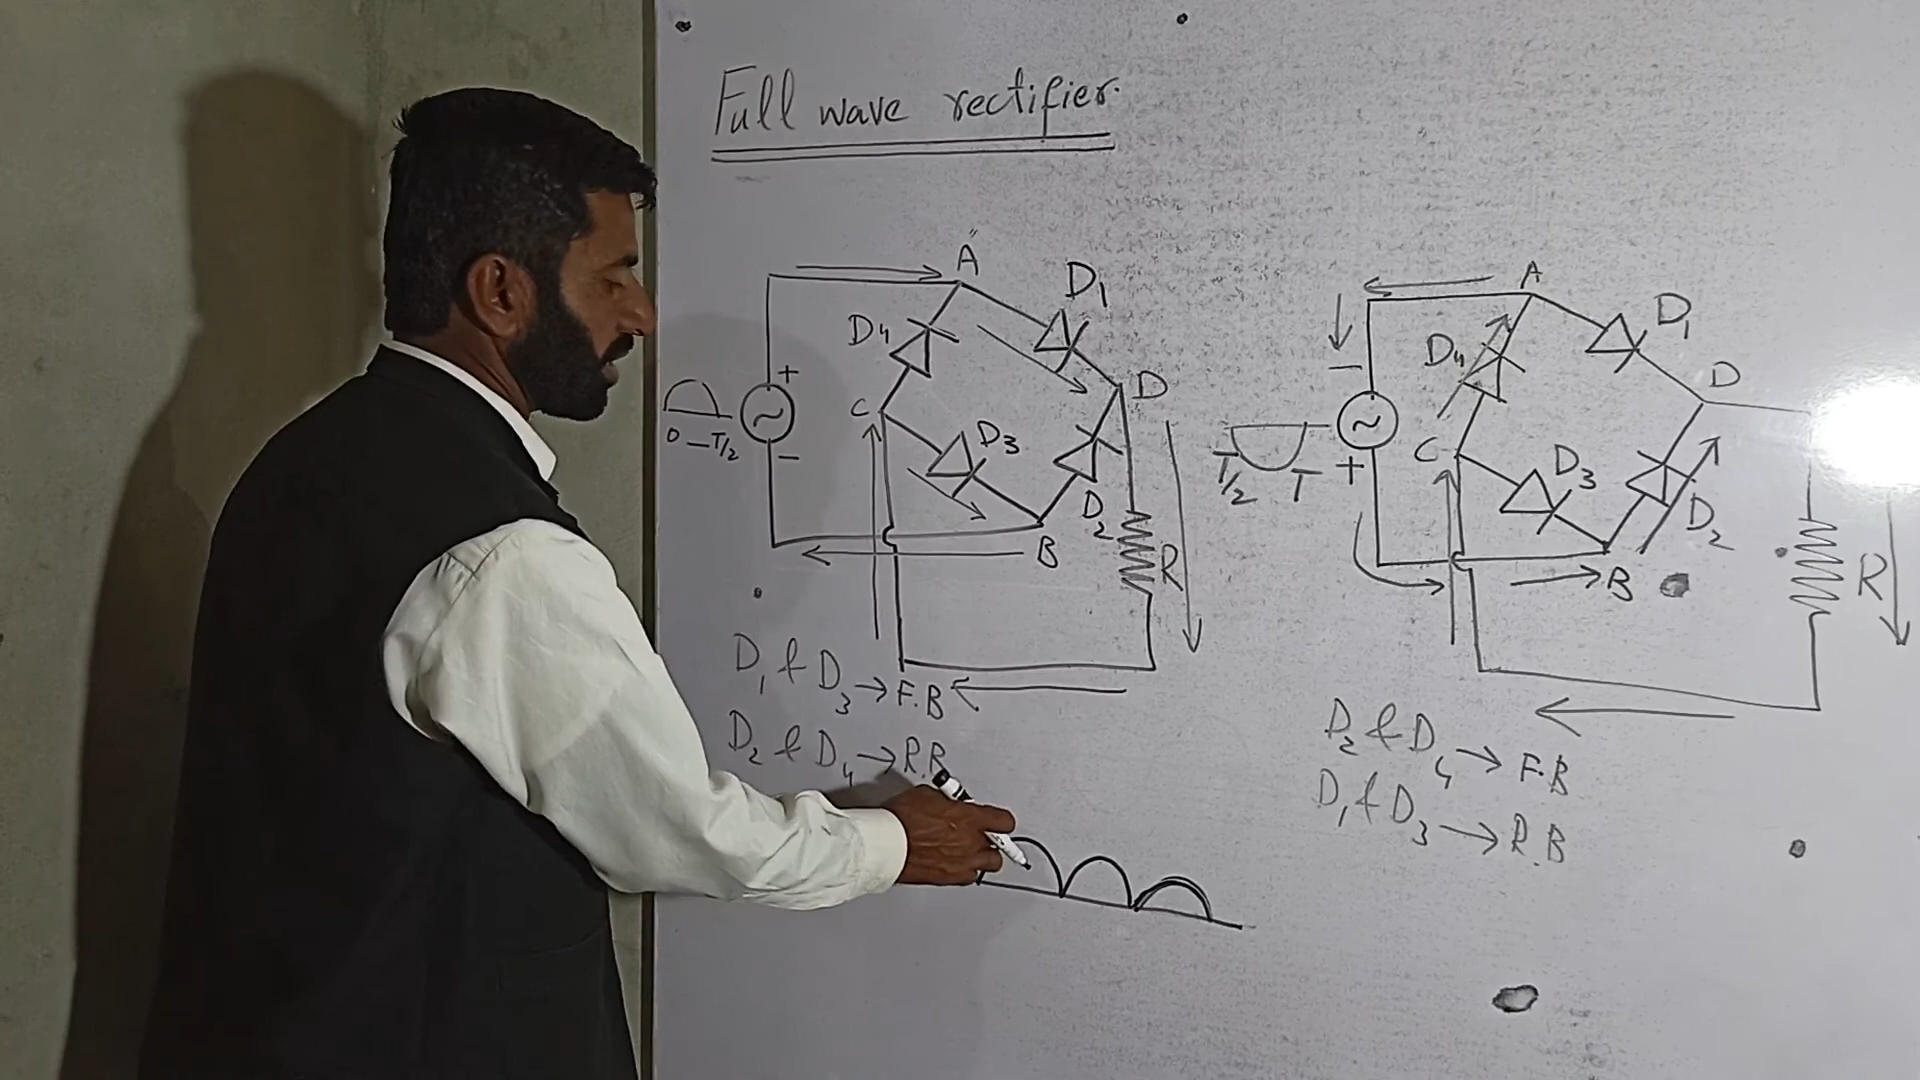 Full wave rectifier.
A
D1
D4
+
C
D
0 - T/2
~
-
D3
D2
B
R
D1 & D3 → F.B
D2 & D4 → R.B
A
D1
D4
-
D
~
T/2 T
C
+
D3
D2
B
R
D2 & D4 → F.B
D1 & D3 → R.B